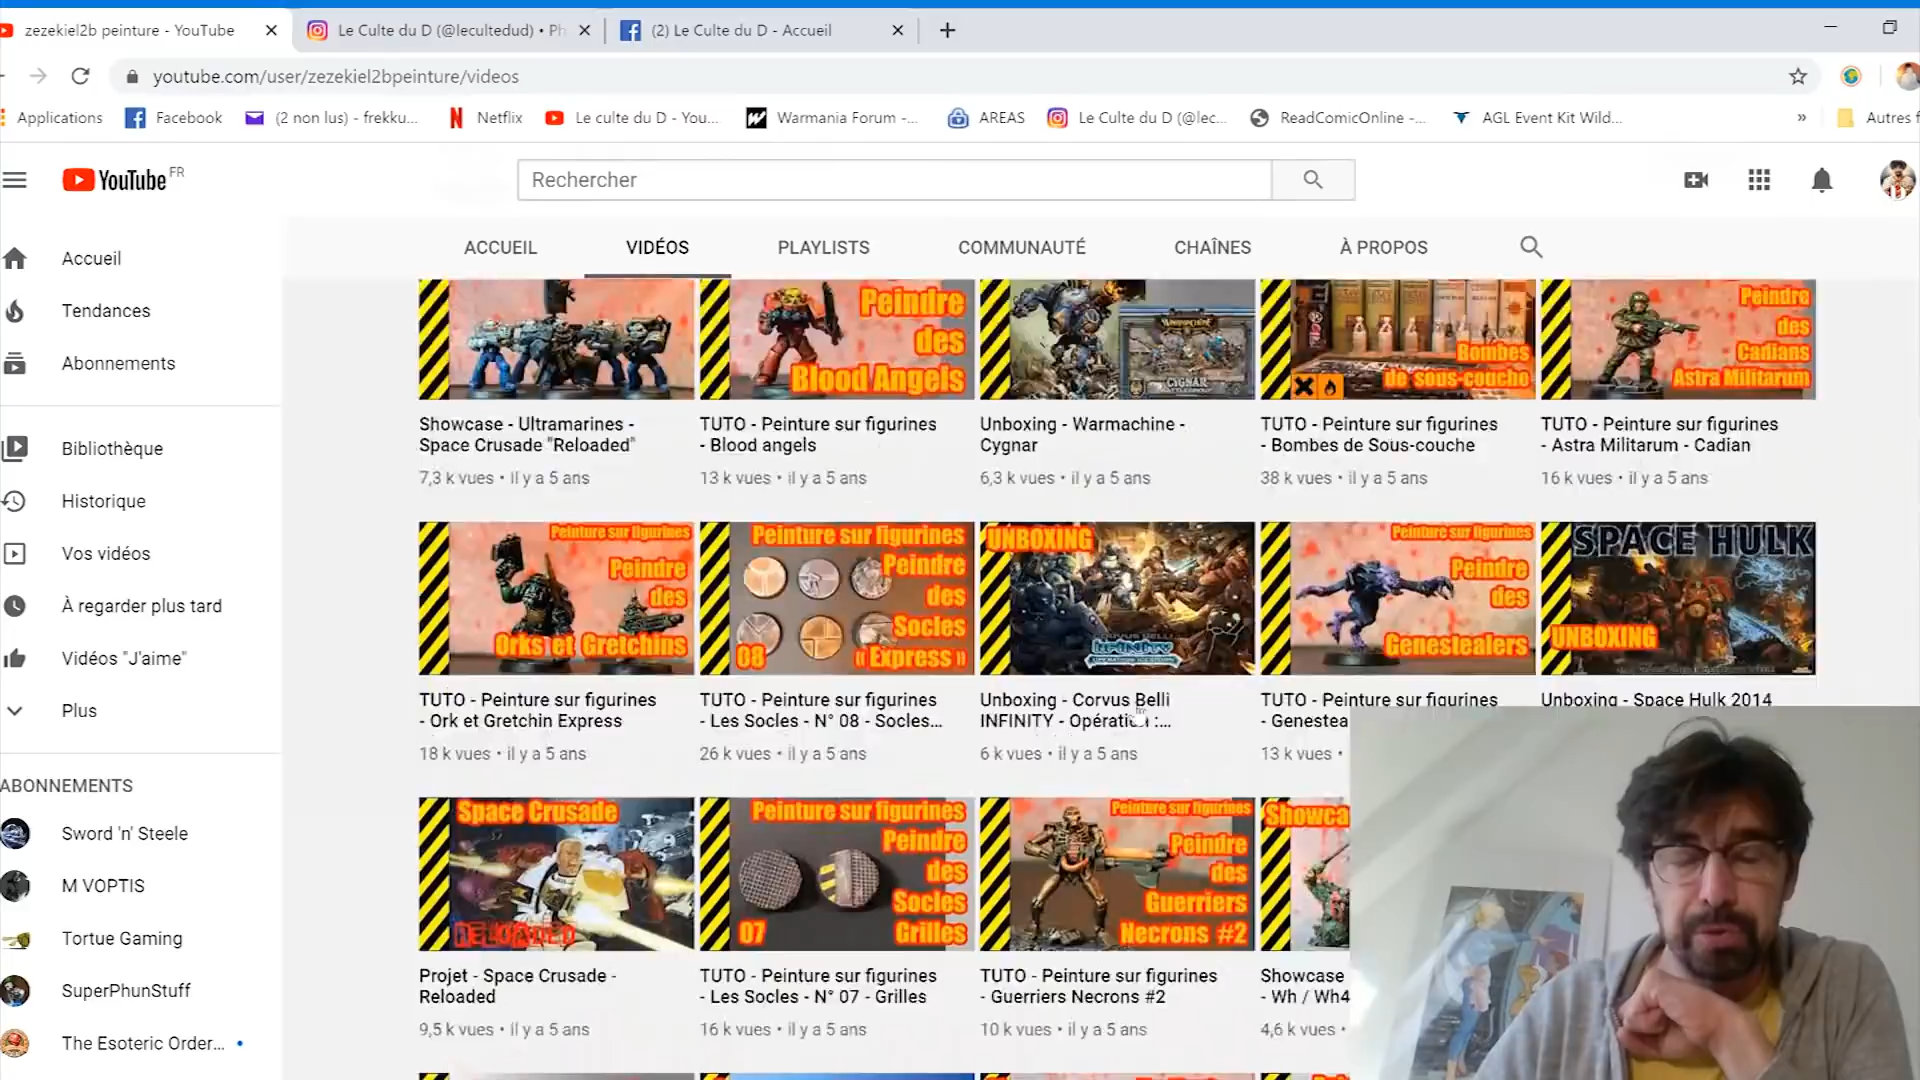 zezekiel2b peinture - YouTube
Le Culte du D (@lecultedud) • Ph
(2) Le Culte du D - Accueil
youtube.com/user/zezekiel2bpeinture/videos
Applications
Facebook
(2 non lus) - frekku...
Netflix
Le culte du D - You...
Warmania Forum -...
AREAS
Le Culte du D (@lec...
ReadComicOnline -...
AGL Event Kit Wild...
»
Autres f
YouTube FR
Rechercher
ACCUEIL
VIDÉOS
PLAYLISTS
COMMUNAUTÉ
CHAÎNES
À PROPOS
Accueil
Tendances
Abonnements
Bibliothèque
Historique
Vos vidéos
À regarder plus tard
Vidéos "J'aime"
Plus
ABONNEMENTS
Sword 'n' Steele
M VOPTIS
Tortue Gaming
SuperPhunStuff
The Esoteric Order...
Peindre
des
Blood Angels
WARMACHINE
CYGNAR
Bombes
de sous-couche
Peindre
des
Cadians
Astra Militarum
Showcase - Ultramarines -
Space Crusade "Reloaded"
7,3 k vues • il y a 5 ans
TUTO - Peinture sur figurines
- Blood angels
13 k vues • il y a 5 ans
Unboxing - Warmachine -
Cygnar
6,3 k vues • il y a 5 ans
TUTO - Peinture sur figurines
- Bombes de Sous-couche
38 k vues • il y a 5 ans
TUTO - Peinture sur figurines
- Astra Militarum - Cadian
16 k vues • il y a 5 ans
Peinture sur figurines
Peindre
des
Orks et Gretchins
Peinture sur figurines
Peindre
des
Socles
08
« Express »
UNBOXING
CORVUS BELLI
INFINITY
Peinture sur figurines
Peindre
des
Genestealers
SPACE HULK
UNBOXING
TUTO - Peinture sur figurines
- Ork et Gretchin Express
18 k vues • il y a 5 ans
TUTO - Peinture sur figurines
- Les Socles - N° 08 - Socles...
26 k vues • il y a 5 ans
Unboxing - Corvus Belli
INFINITY - Opération :...
6 k vues • il y a 5 ans
TUTO - Peinture sur figurines
- Genestea
13 k vues •
Unboxing - Space Hulk 2014
Space Crusade
RELOADED
Peinture sur figurines
Peindre
des
Socles
07
Grilles
Peinture sur figurines
Peindre
des
Guerriers
Necrons #2
Showca
Projet - Space Crusade -
Reloaded
9,5 k vues • il y a 5 ans
TUTO - Peinture sur figurines
- Les Socles - N° 07 - Grilles
16 k vues • il y a 5 ans
TUTO - Peinture sur figurines
- Guerriers Necrons #2
10 k vues • il y a 5 ans
Showcase
- Wh / Wh4
4,6 k vues •